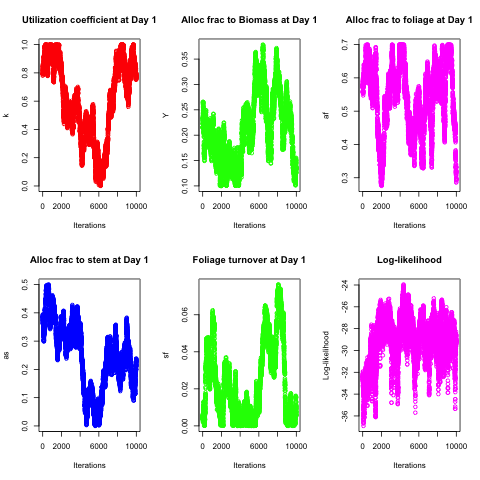 Utilization coefficient at Day 1
k
0.0 0.2 0.4 0.6 0.8 1.0
0 2000 6000 10000
Iterations
Alloc frac to Biomass at Day 1
Y
0.10 0.15 0.20 0.25 0.30 0.35
0 2000 6000 10000
Iterations
Alloc frac to foliage at Day 1
af
0.3 0.4 0.5 0.6 0.7
0 2000 6000 10000
Iterations
Alloc frac to stem at Day 1
as
0.0 0.1 0.2 0.3 0.4 0.5
0 2000 6000 10000
Iterations
Foliage turnover at Day 1
sf
0.00 0.02 0.04 0.06
0 2000 6000 10000
Iterations
Log-likelihood
Log-likelihood
-36 -34 -32 -30 -28 -26 -24
0 2000 6000 10000
Iterations